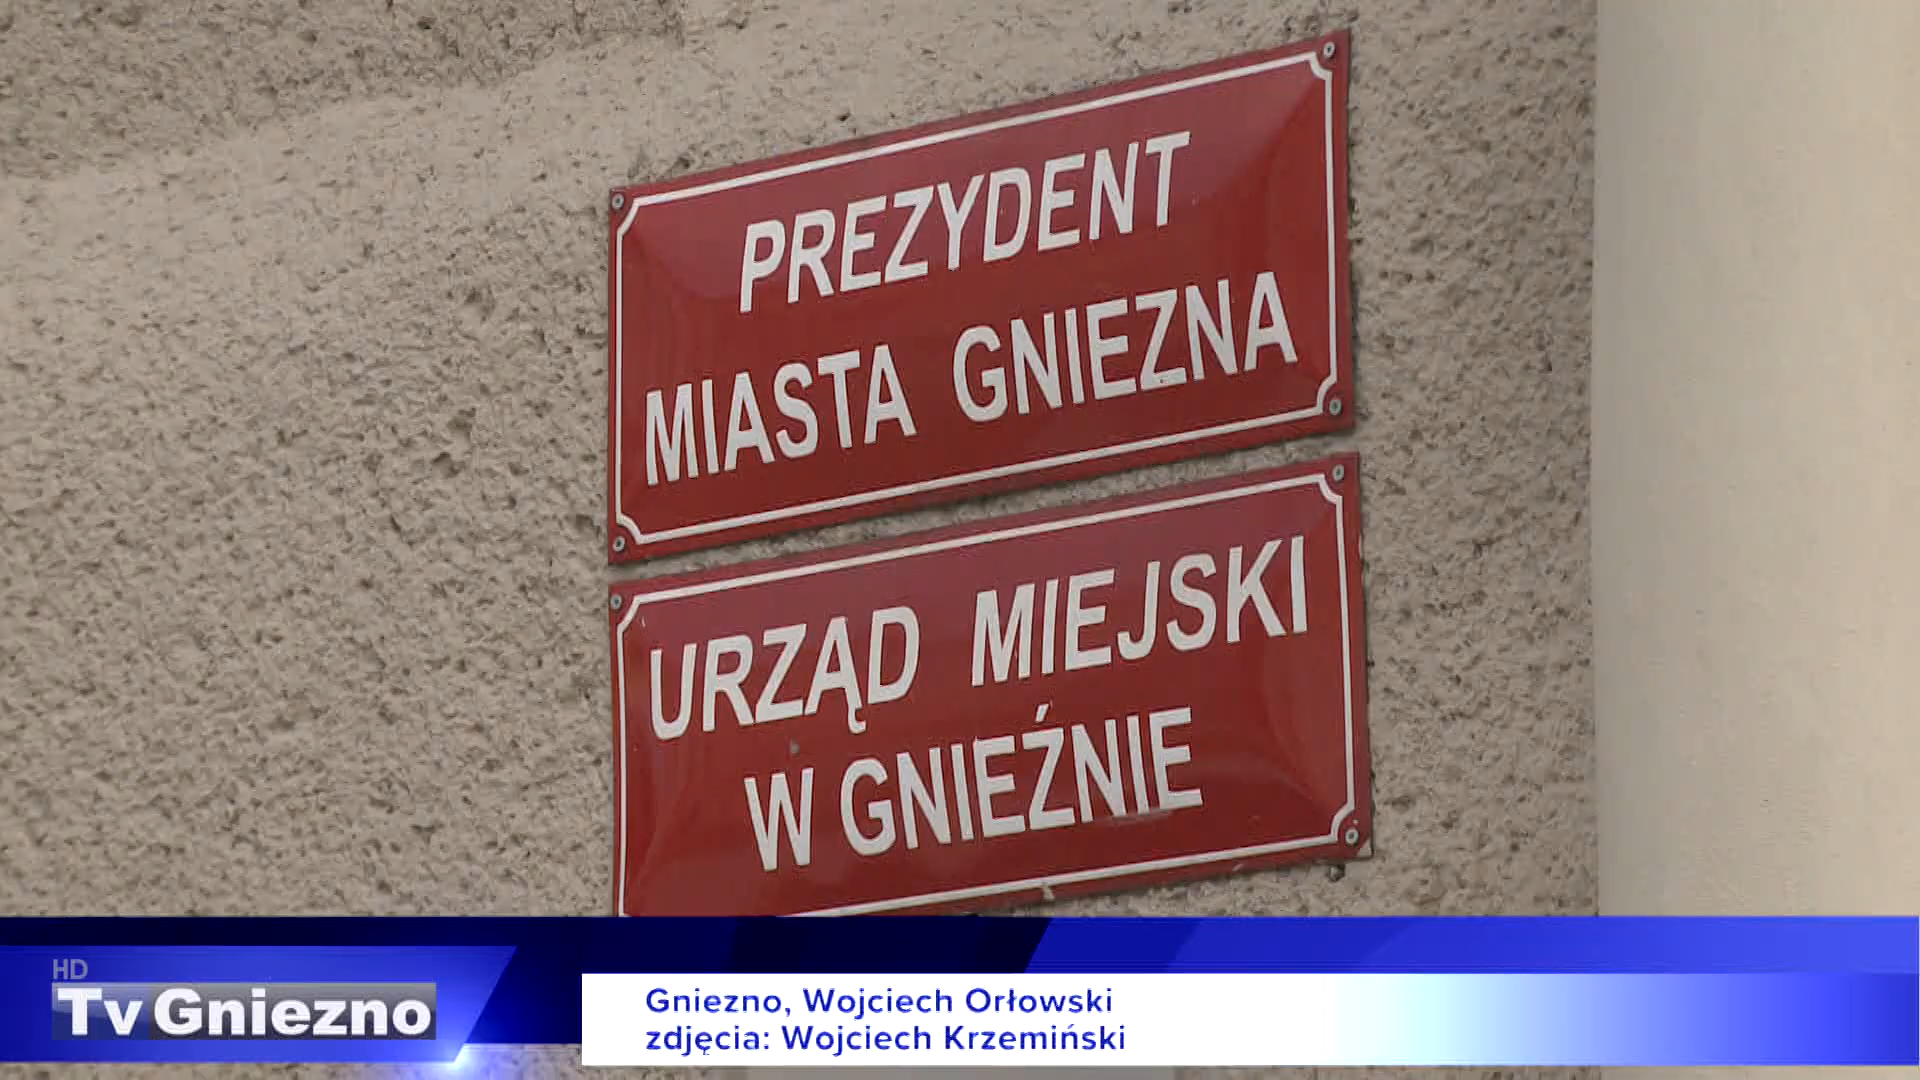 PREZYDENT
MIASTA GNIEZNA
URZĄD MIEJSKI
W GNIEŹNIE
HD
Tv Gniezno
Gniezno, Wojciech Orłowski
zdjęcia: Wojciech Krzemiński